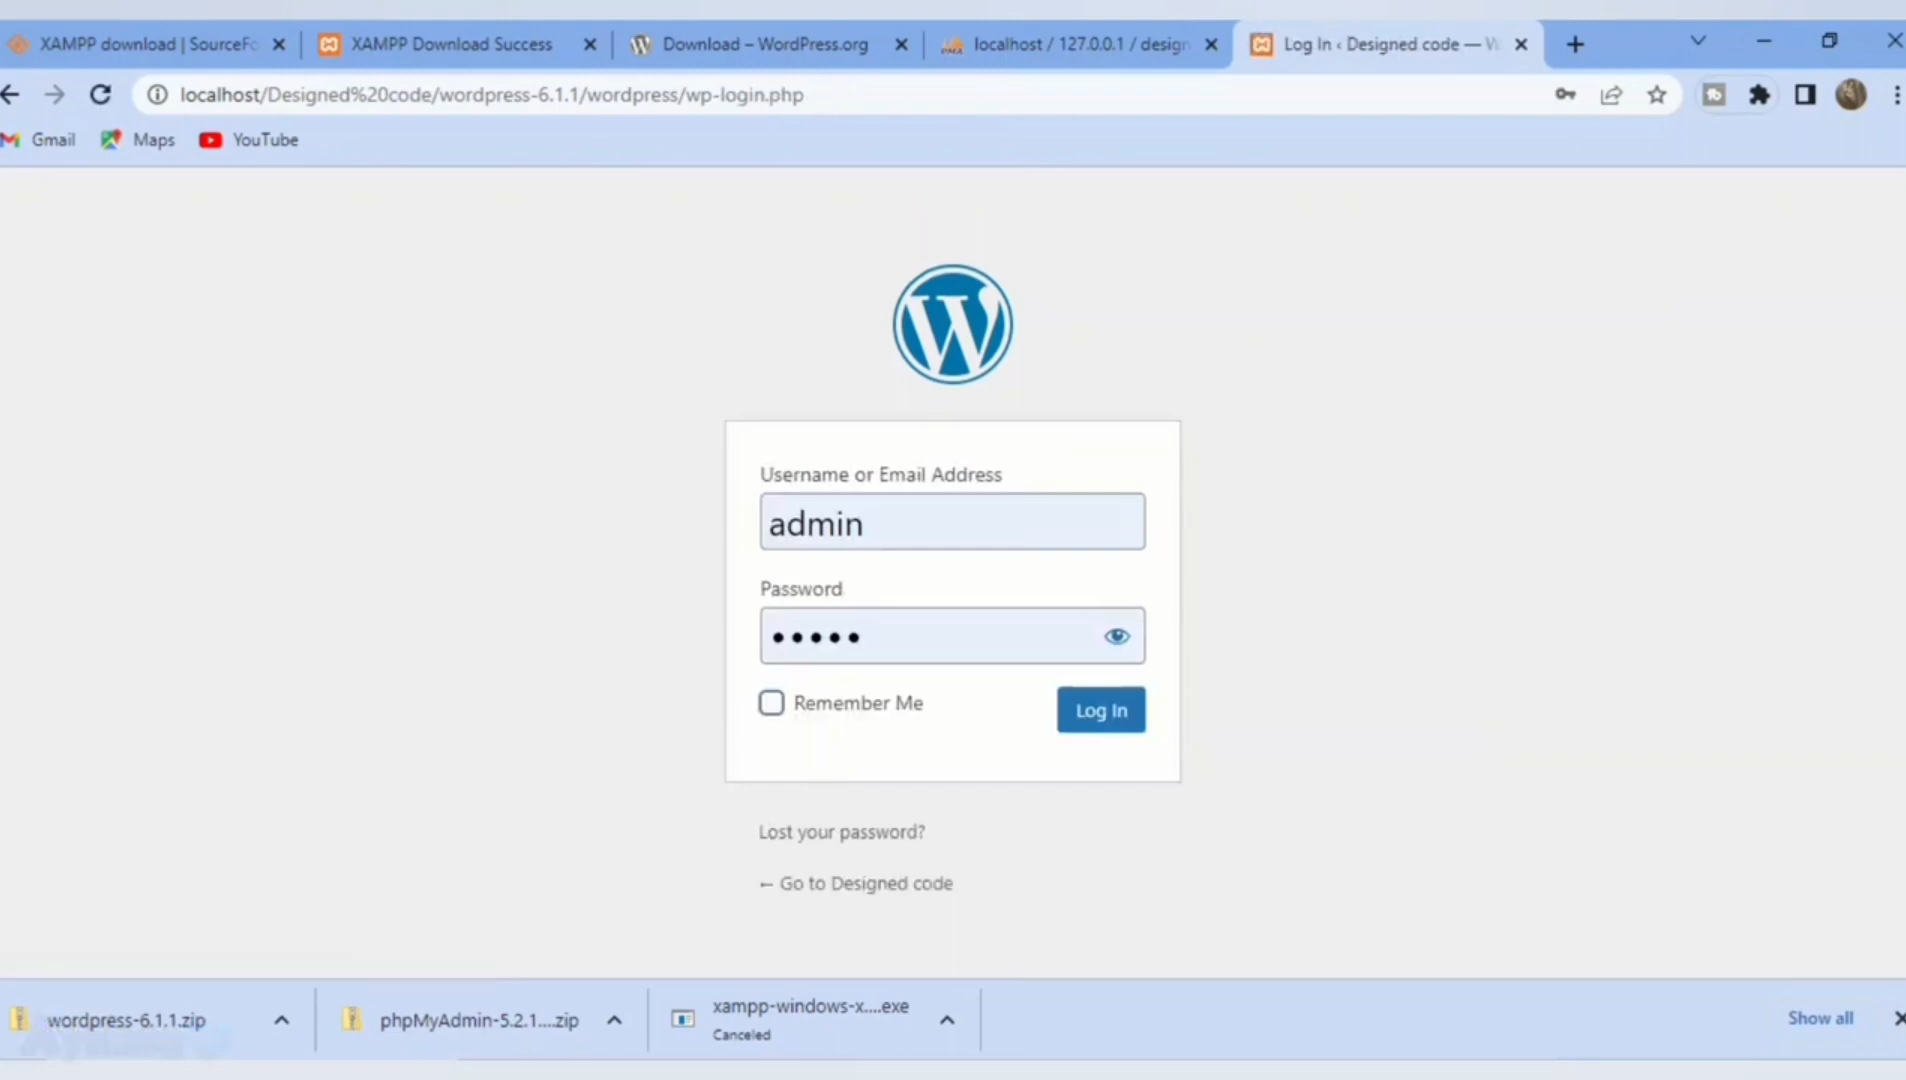 XAMPP download | SourceFo
XAMPP Download Success
Download – WordPress.org
localhost / 127.0.0.1 / design
Log In ‹ Designed code — W
localhost/Designed%20code/wordpress-6.1.1/wordpress/wp-login.php
Gmail
Maps
YouTube
Username or Email Address
admin
Password
Remember Me
Log In
Lost your password?
← Go to Designed code
wordpress-6.1.1.zip
phpMyAdmin-5.2.1....zip
xampp-windows-x....exe
Canceled
Show all